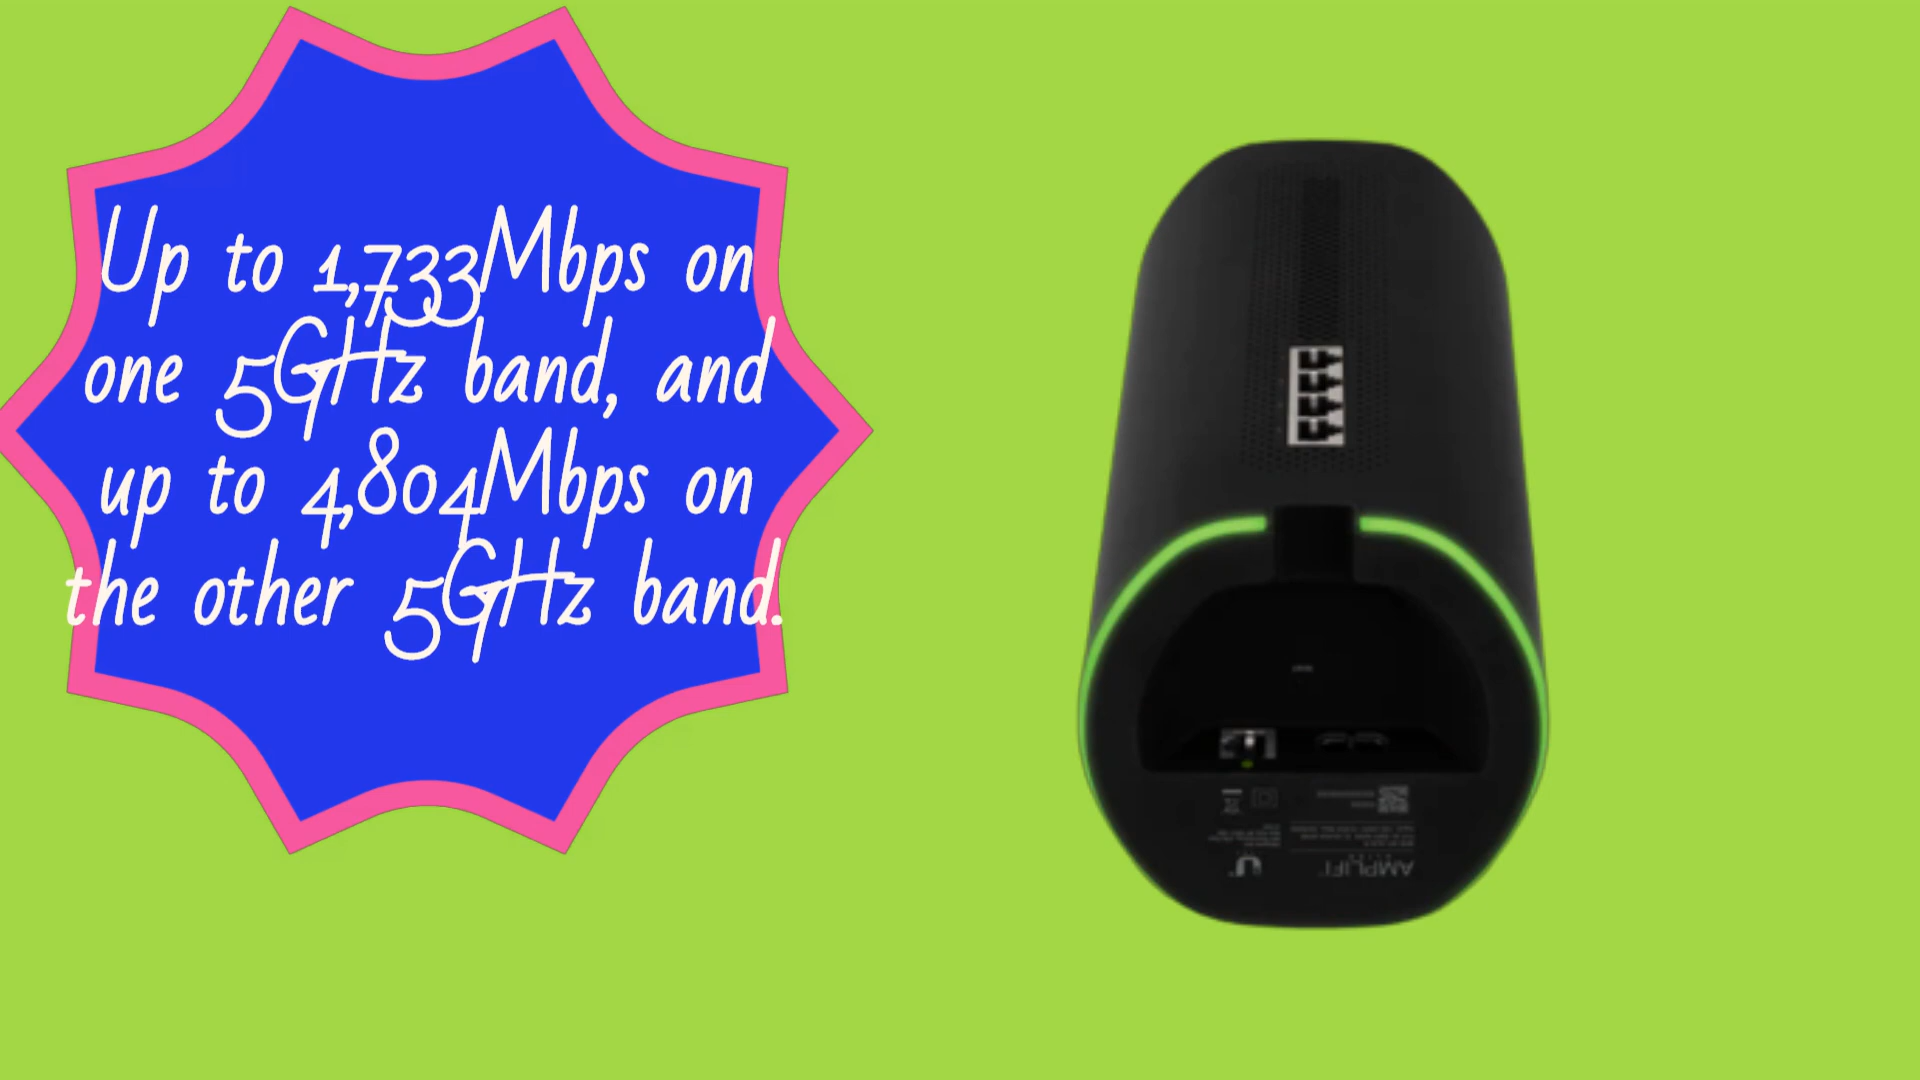 Up to 1,733Mbps on
one 5GHz band, and
up to 4,804Mbps on
the other 5GHz band.
AMPLIFI